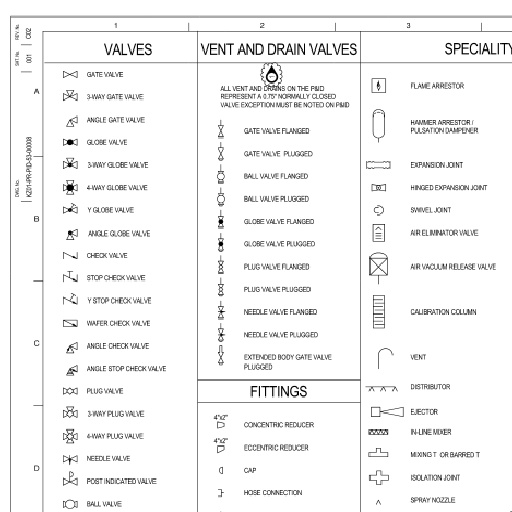 1 2 3
REV. No. C02
SHT. No. 001
DWG. No. KZ01-PR-PID-53-00008
A
B
C
D
VALVES
GATE VALVE
3-WAY GATE VALVE
ANGLE GATE VALVE
GLOBE VALVE
3-WAY GLOBE VALVE
4-WAY GLOBE VALVE
Y GLOBE VALVE
ANGLE GLOBE VALVE
CHECK VALVE
STOP CHECK VALVE
Y STOP CHECK VALVE
WAFER CHECK VALVE
ANGLE CHECK VALVE
ANGLE STOP CHECK VALVE
PLUG VALVE
3-WAY PLUG VALVE
4-WAY PLUG VALVE
NEEDLE VALVE
POST INDICATED VALVE
BALL VALVE
VENT AND DRAIN VALVES
ALL VENT AND DRAINS ON THE P&ID
REPRESENT A 0.75" NORMALLY CLOSED
VALVE EXCEPTION MUST BE NOTED ON P&ID
GATE VALVE FLANGED
GATE VALVE PLUGGED
BALL VALVE FLANGED
BALL VALVE PLUGGED
GLOBE VALVE FLANGED
GLOBE VALVE PLUGGED
PLUG VALVE FLANGED
PLUG VALVE PLUGGED
NEEDLE VALVE FLANGED
NEEDLE VALVE PLUGGED
EXTENDED BODY GATE VALVE
PLUGGED
FITTINGS
4"x2"
CONCENTRIC REDUCER
4"x2"
ECCENTRIC REDUCER
CAP
HOSE CONNECTION
SPECIALITY
FLAME ARRESTOR
HAMMER ARRESTOR /
PULSATION DAMPENER
EXPANSION JOINT
HINGED EXPANSION JOINT
SWIVEL JOINT
AIR ELIMINATOR VALVE
AIR VACUUM RELEASE VALVE
CALIBRATION COLUMN
VENT
DISTRIBUTOR
EJECTOR
IN-LINE MIXER
MIXING T OR BARRED T
ISOLATION JOINT
SPRAY NOZZLE